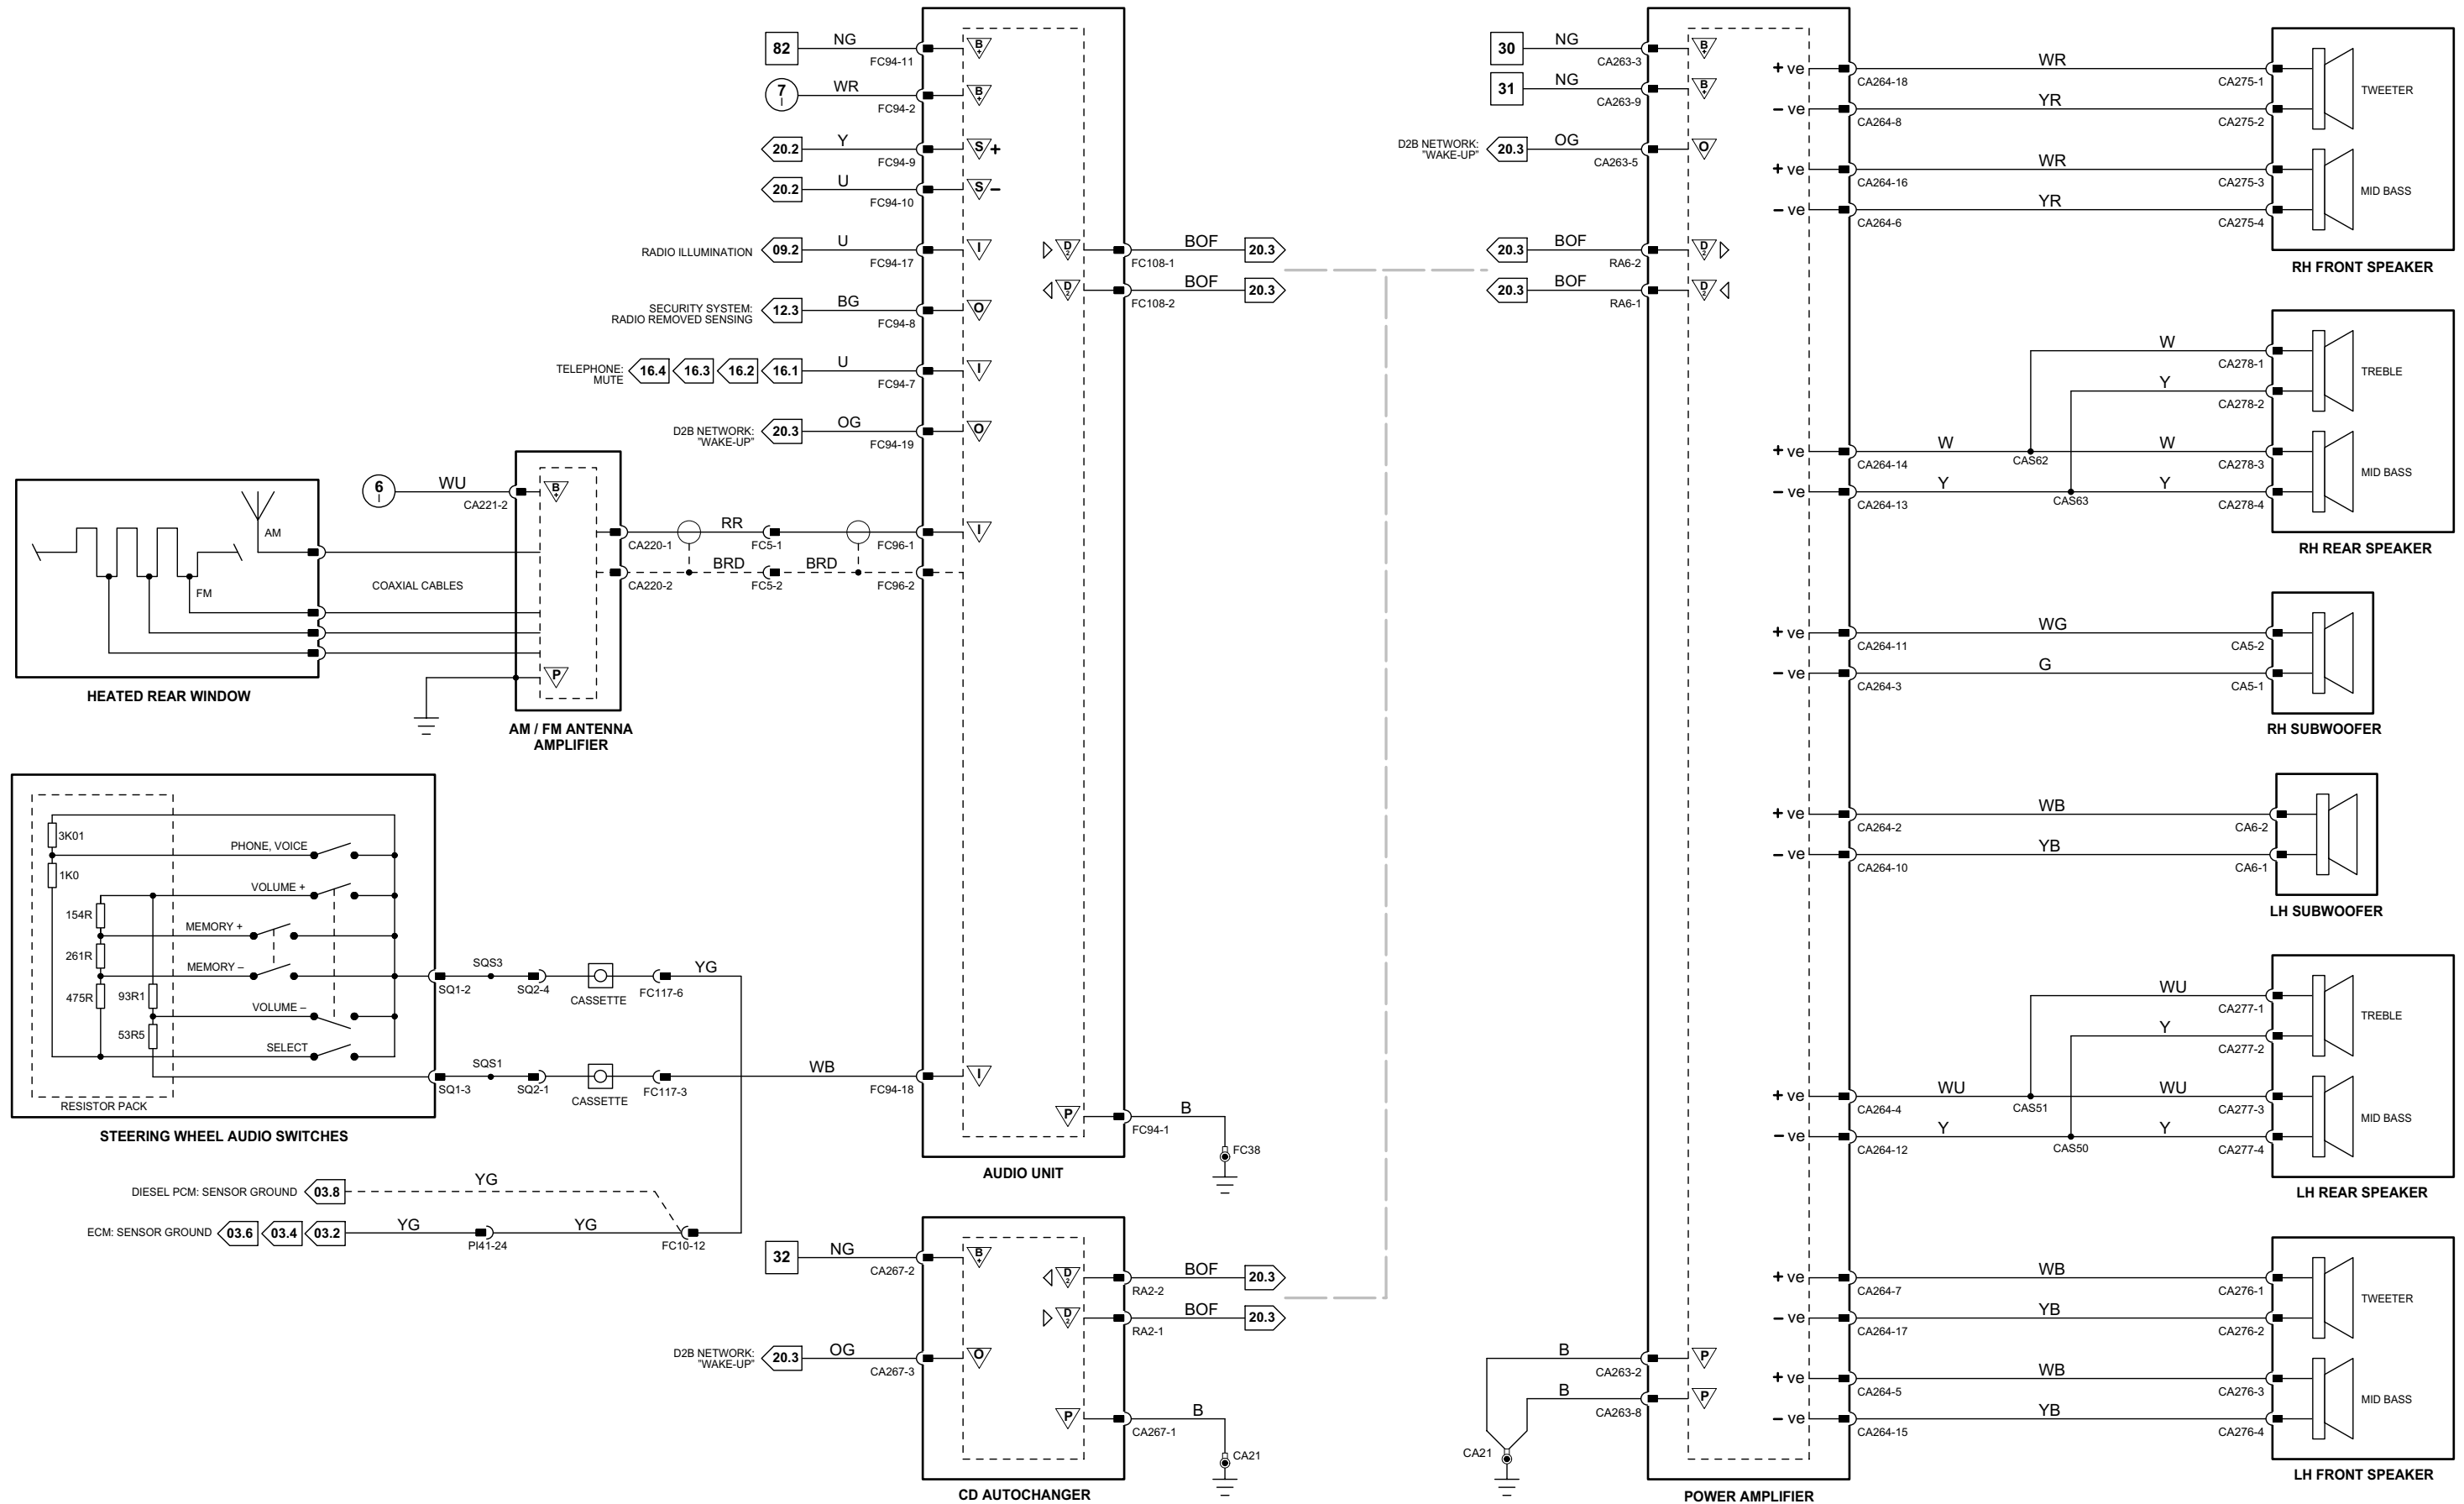 82
NG
FC94-11
B
+
7
I
WR
FC94-2
B
+
20.2
Y
FC94-9
S
+
20.2
U
FC94-10
S
–
RADIO ILLUMINATION
09.2
U
FC94-17
I
SECURITY SYSTEM:
RADIO REMOVED SENSING
12.3
BG
FC94-8
O
TELEPHONE:
MUTE
16.4
16.3
16.2
16.1
U
FC94-7
I
D2B NETWORK:
"WAKE-UP"
20.3
OG
FC94-19
O
D
2
FC108-1
BOF
20.3
D
2
FC108-2
BOF
20.3
AM
FM
HEATED REAR WINDOW
COAXIAL CABLES
6
I
WU
CA221-2
B
+
P
AM / FM ANTENNA
AMPLIFIER
CA220-1
RR
FC5-1
FC96-1
I
CA220-2
BRD
FC5-2
BRD
FC96-2
3K01
1K0
154R
261R
475R
93R1
53R5
PHONE, VOICE
VOLUME +
MEMORY +
MEMORY –
VOLUME –
SELECT
RESISTOR PACK
STEERING WHEEL AUDIO SWITCHES
SQ1-2
SQS3
SQ2-4
CASSETTE
FC117-6
YG
SQ1-3
SQS1
SQ2-1
CASSETTE
FC117-3
WB
FC94-18
I
P
FC94-1
B
FC38
AUDIO UNIT
DIESEL PCM: SENSOR GROUND
03.8
YG
ECM: SENSOR GROUND
03.6
03.4
03.2
YG
PI41-24
YG
FC10-12
32
NG
CA267-2
B
+
D
2
RA2-2
BOF
20.3
D
2
RA2-1
BOF
20.3
D2B NETWORK:
"WAKE-UP"
20.3
OG
CA267-3
O
P
CA267-1
B
CA21
CD AUTOCHANGER
30
NG
CA263-3
B
+
31
NG
CA263-9
B
+
D2B NETWORK:
"WAKE-UP"
20.3
OG
CA263-5
O
20.3
BOF
RA6-2
D
2
20.3
BOF
RA6-1
D
2
B
CA263-2
P
B
CA263-8
P
CA21
POWER AMPLIFIER
+ ve
CA264-18
WR
CA275-1
TWEETER
– ve
CA264-8
YR
CA275-2
+ ve
CA264-16
WR
CA275-3
MID BASS
– ve
CA264-6
YR
CA275-4
RH FRONT SPEAKER
W
CA278-1
TREBLE
Y
CA278-2
+ ve
CA264-14
W
CAS62
W
CA278-3
MID BASS
– ve
CA264-13
Y
CAS63
Y
CA278-4
RH REAR SPEAKER
+ ve
CA264-11
WG
CA5-2
– ve
CA264-3
G
CA5-1
RH SUBWOOFER
+ ve
CA264-2
WB
CA6-2
– ve
CA264-10
YB
CA6-1
LH SUBWOOFER
WU
CA277-1
TREBLE
Y
CA277-2
+ ve
CA264-4
WU
CAS51
WU
CA277-3
MID BASS
– ve
CA264-12
Y
CAS50
Y
CA277-4
LH REAR SPEAKER
+ ve
CA264-7
WB
CA276-1
TWEETER
– ve
CA264-17
YB
CA276-2
+ ve
CA264-5
WB
CA276-3
MID BASS
– ve
CA264-15
YB
CA276-4
LH FRONT SPEAKER